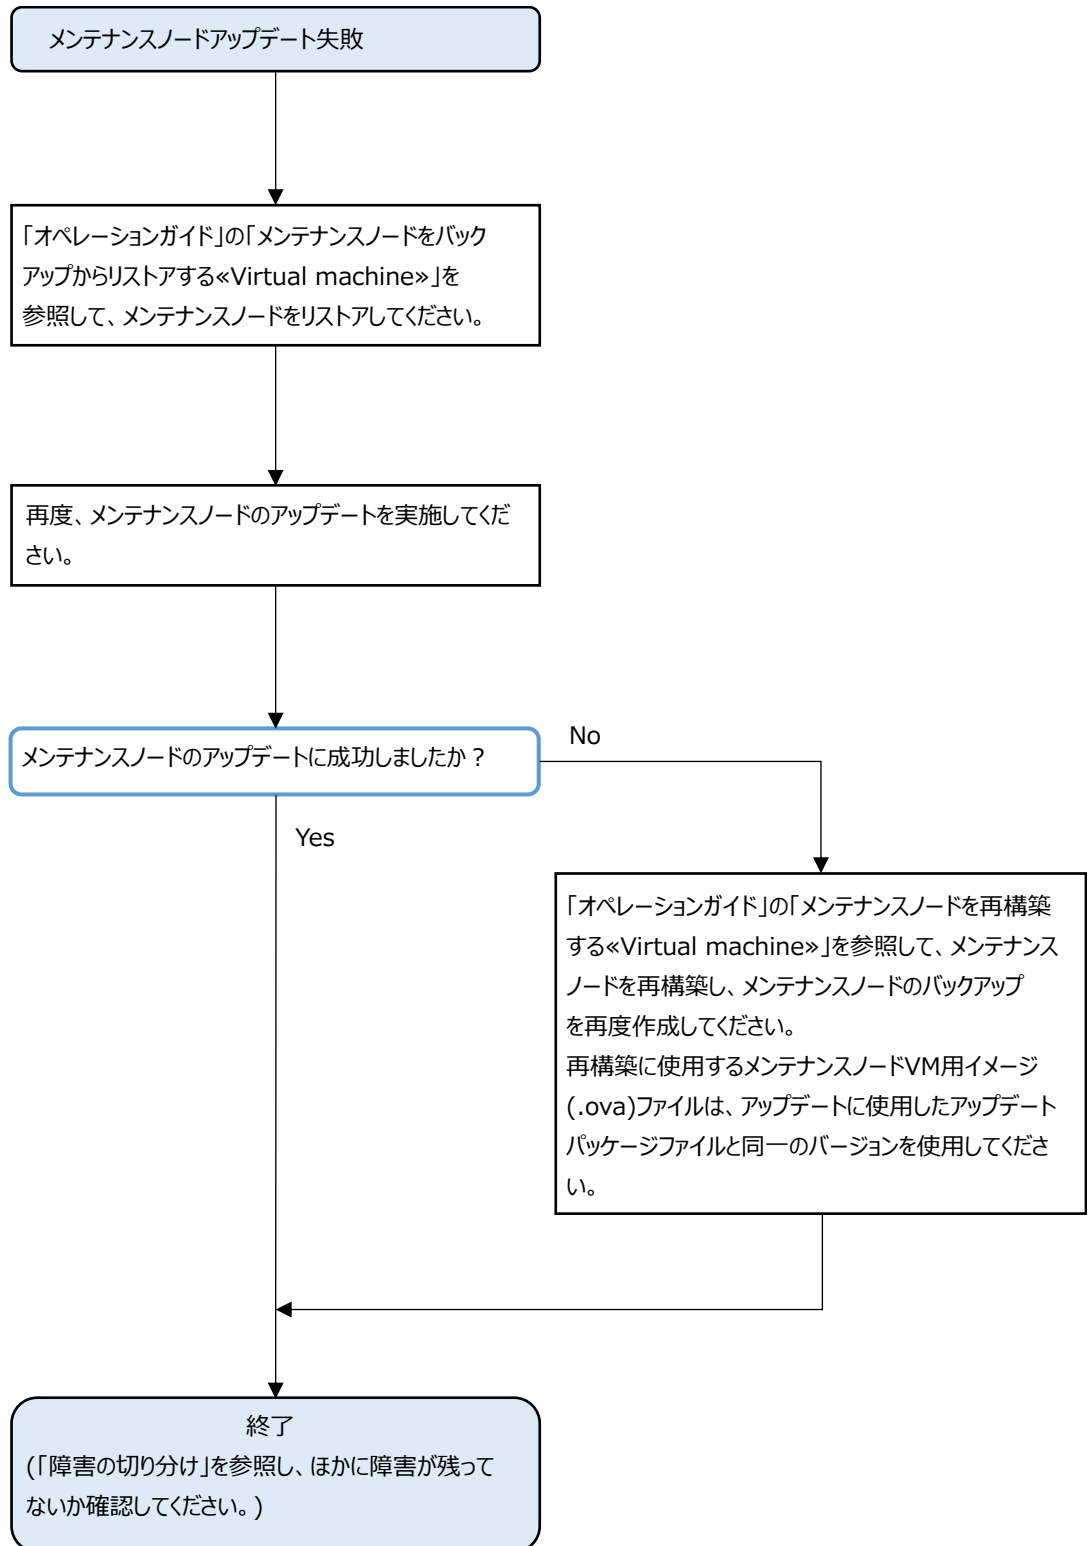 メンテナンスノードアップデート失敗
「オペレーションガイド」の「メンテナンスノードをバック
アップからリストアする«Virtual machine»」を
参照して、メンテナンスノードをリストアしてください。
再度、メンテナンスノードのアップデートを実施してくだ
さい。
メンテナンスノードのアップデートに成功しましたか？
No
Yes
「オペレーションガイド」の「メンテナンスノードを再構築
する«Virtual machine»」を参照して、メンテナンス
ノードを再構築し、メンテナンスノードのバックアップ
を再度作成してください。
再構築に使用するメンテナンスノードVM用イメージ
(.ova)ファイルは、アップデートに使用したアップデート
パッケージファイルと同一のバージョンを使用してくださ
い。
終了
(「障害の切り分け」を参照し、ほかに障害が残って
ないか確認してください。)